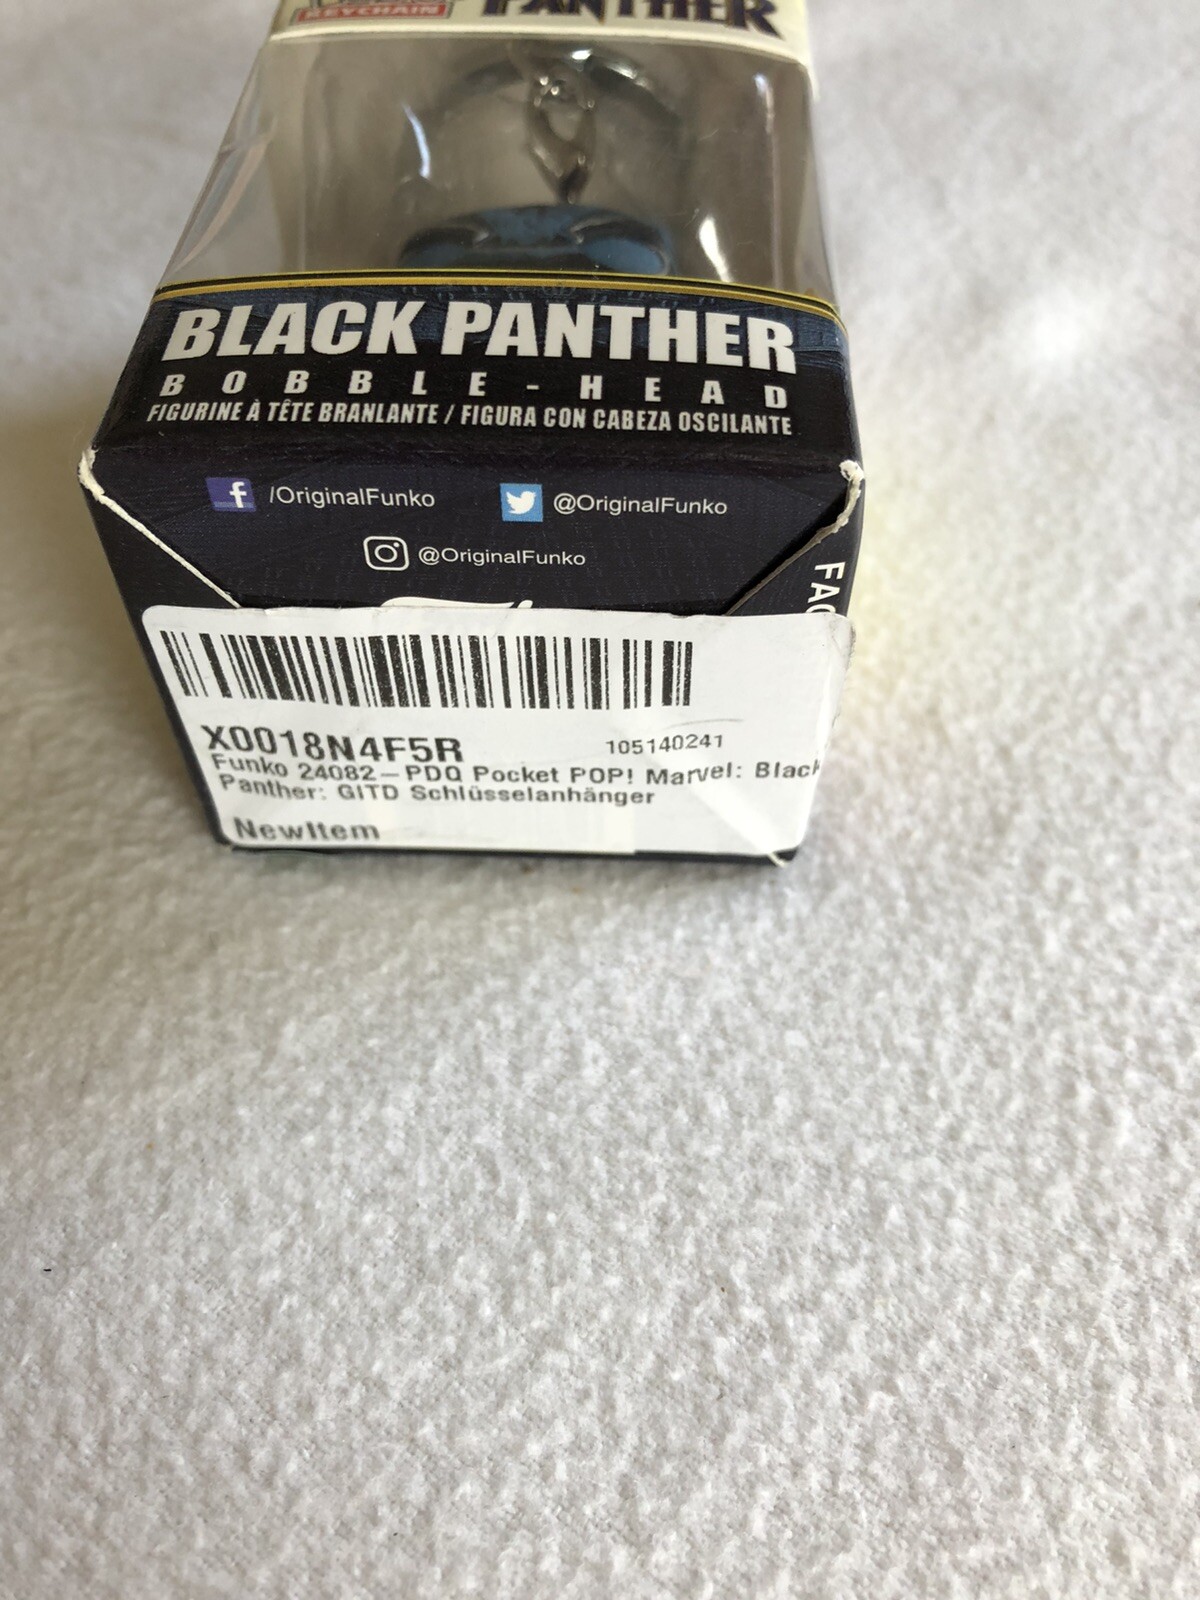 KEYCHAIN
PANTHER
BLACK PANTHER
BOBBLE-HEAD
FIGURINE À TÊTE BRANLANTE / FIGURA CON CABEZA OSCILANTE
/OriginalFunko
@OriginalFunko
@OriginalFunko
X0018N4F5R
105140241
Funko 24082–PDQ Pocket POP! Marvel: Black
Panther: GITD Schlüsselanhänger
NewItem